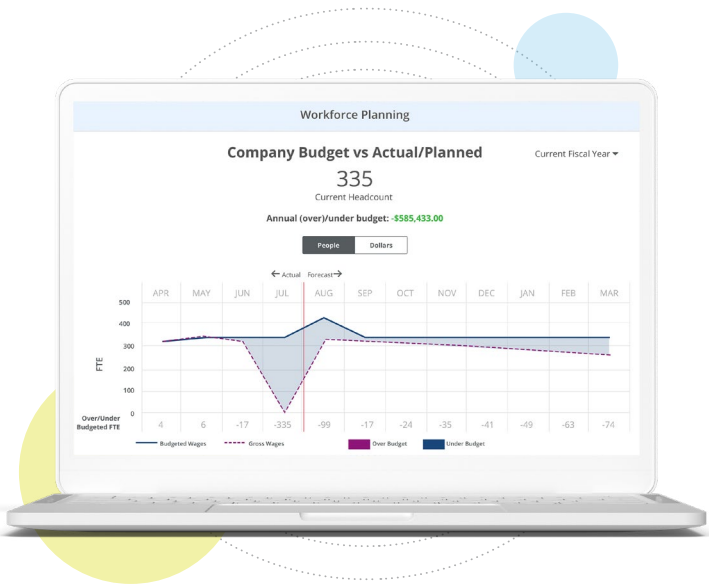 Workforce Planning
Company Budget vs Actual/Planned
Current Fiscal Year
335
Current Headcount
Annual (over)/under budget: -$585,433.00
People Dollars
Actual Forecast
APR MAY JUN JUL AUG SEP OCT NOV DEC JAN FEB MAR
500
400
300
200
100
0
FTE
Over/Under
Budgeted FTE
4 6 -17 -335 -99 -17 -24 -35 -41 -49 -63 -74
Budgeted Wages Gross Wages Over Budget Under Budget